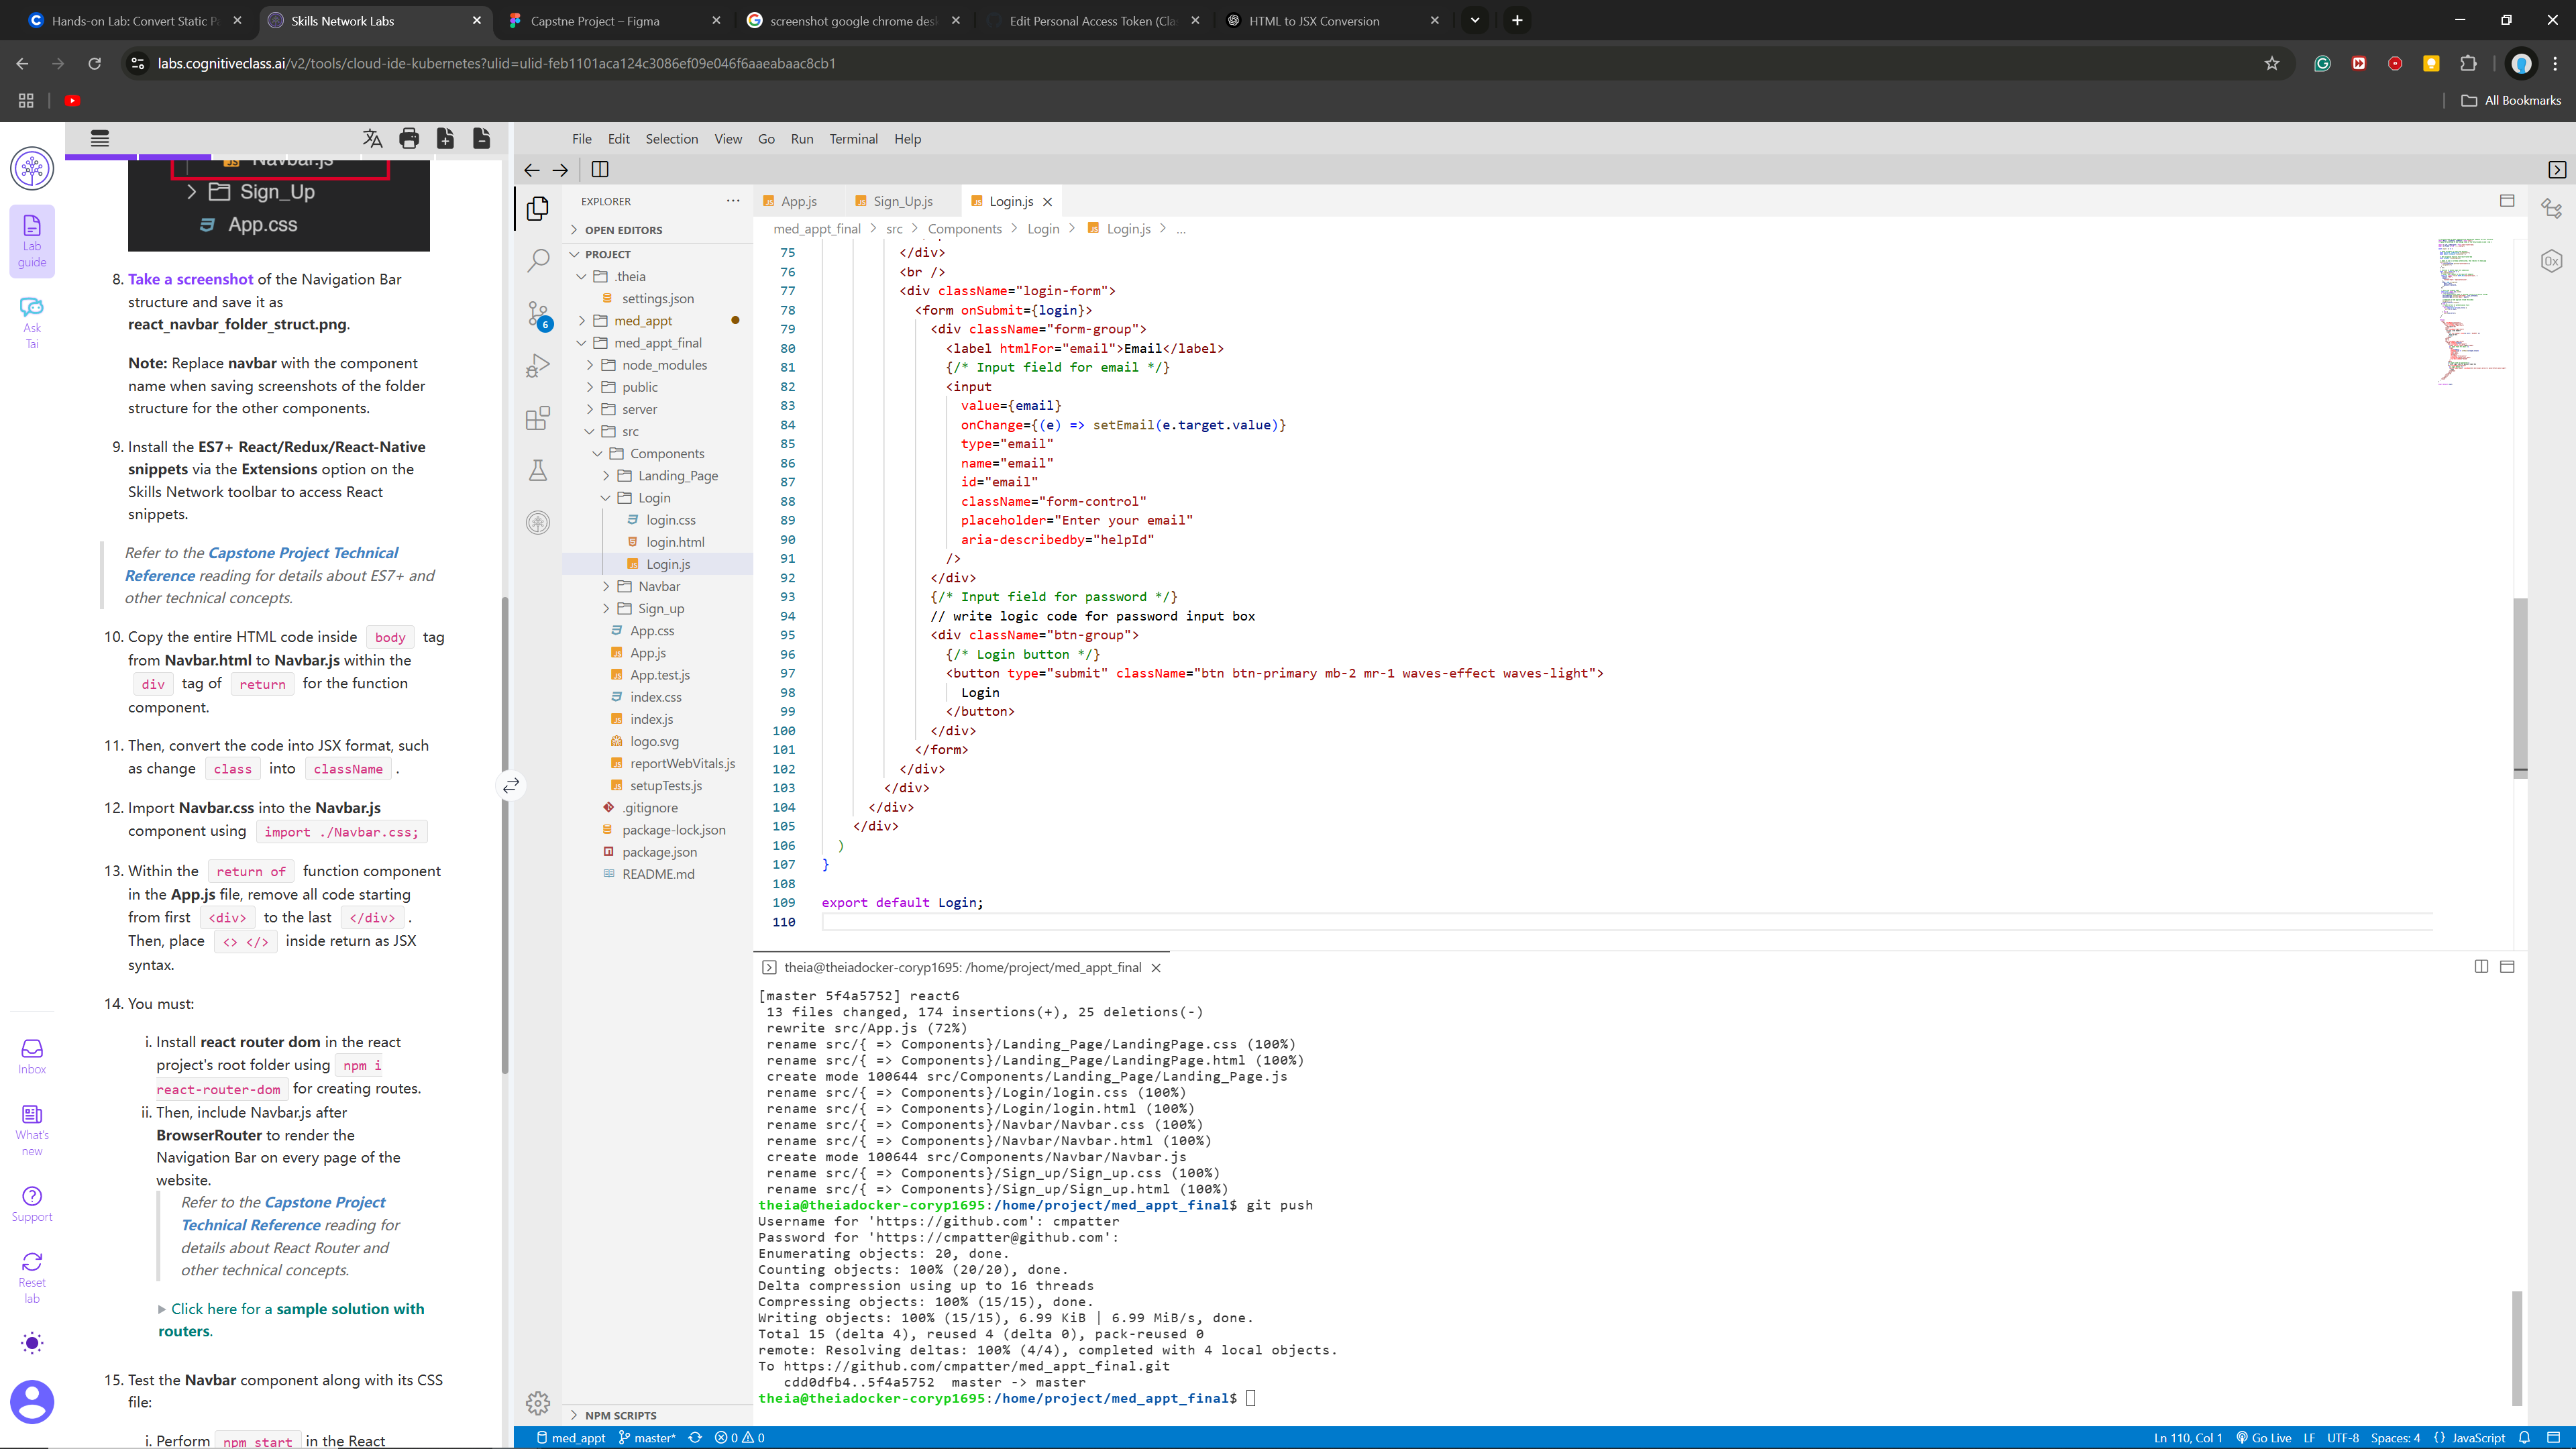 Hands-on Lab: Convert Static Pa
Skills Network Labs
Capstne Project – Figma
screenshot google chrome desk
Edit Personal Access Token (Clas
HTML to JSX Conversion
labs.cognitiveclass.ai/v2/tools/cloud-ide-kubernetes?ulid=ulid-feb1101aca124c3086ef09e046f6aaeabaac8cb1
All Bookmarks
Lab
guide
Ask
Tai
Inbox
What's
new
Support
Reset
lab
Navbar.js
Sign_Up
App.css
8. Take a screenshot of the Navigation Bar
structure and save it as
react_navbar_folder_struct.png.
Note: Replace navbar with the component
name when saving screenshots of the folder
structure for the other components.
9. Install the ES7+ React/Redux/React-Native
snippets via the Extensions option on the
Skills Network toolbar to access React
snippets.
Refer to the Capstone Project Technical
Reference reading for details about ES7+ and
other technical concepts.
10. Copy the entire HTML code inside body tag
from Navbar.html to Navbar.js within the
div tag of return for the function
component.
11. Then, convert the code into JSX format, such
as change class into className .
12. Import Navbar.css into the Navbar.js
component using import ./Navbar.css;
13. Within the return of function component
in the App.js file, remove all code starting
from first <div> to the last </div> .
Then, place <> </> inside return as JSX
syntax.
14. You must:
i. Install react router dom in the react
project's root folder using npm i
react-router-dom for creating routes.
ii. Then, include Navbar.js after
BrowserRouter to render the
Navigation Bar on every page of the
website.
Refer to the Capstone Project
Technical Reference reading for
details about React Router and
other technical concepts.
Click here for a sample solution with
routers.
15. Test the Navbar component along with its CSS
file:
i. Perform npm start in the React
File Edit Selection View Go Run Terminal Help
EXPLORER
OPEN EDITORS
PROJECT
.theia
settings.json
med_appt
med_appt_final
node_modules
public
server
src
Components
Landing_Page
Login
login.css
login.html
Login.js
Navbar
Sign_up
App.css
App.js
App.test.js
index.css
index.js
logo.svg
reportWebVitals.js
setupTests.js
.gitignore
package-lock.json
package.json
README.md
NPM SCRIPTS
6
App.js Sign_Up.js Login.js
med_appt_final > src > Components > Login > Login.js > ...
75 </div>
76 <br />
77 <div className="login-form">
78 <form onSubmit={login}>
79 <div className="form-group">
80 <label htmlFor="email">Email</label>
81 {/* Input field for email */}
82 <input
83 value={email}
84 onChange={(e) => setEmail(e.target.value)}
85 type="email"
86 name="email"
87 id="email"
88 className="form-control"
89 placeholder="Enter your email"
90 aria-describedby="helpId"
91 />
92 </div>
93 {/* Input field for password */}
94 // write logic code for password input box
95 <div className="btn-group">
96 {/* Login button */}
97 <button type="submit" className="btn btn-primary mb-2 mr-1 waves-effect waves-light">
98 Login
99 </button>
100 </div>
101 </form>
102 </div>
103 </div>
104 </div>
105 </div>
106 )
107 }
108
109 export default Login;
110
theia@theiadocker-coryp1695: /home/project/med_appt_final
[master 5f4a5752] react6
13 files changed, 174 insertions(+), 25 deletions(-)
rewrite src/App.js (72%)
rename src/{ => Components}/Landing_Page/LandingPage.css (100%)
rename src/{ => Components}/Landing_Page/LandingPage.html (100%)
create mode 100644 src/Components/Landing_Page/Landing_Page.js
rename src/{ => Components}/Login/login.css (100%)
rename src/{ => Components}/Login/login.html (100%)
rename src/{ => Components}/Navbar/Navbar.css (100%)
rename src/{ => Components}/Navbar/Navbar.html (100%)
create mode 100644 src/Components/Navbar/Navbar.js
rename src/{ => Components}/Sign_up/Sign_up.css (100%)
rename src/{ => Components}/Sign_up/Sign_up.html (100%)
theia@theiadocker-coryp1695:/home/project/med_appt_final$ git push
Username for 'https://github.com': cmpatter
Password for 'https://cmpatter@github.com':
Enumerating objects: 20, done.
Counting objects: 100% (20/20), done.
Delta compression using up to 16 threads
Compressing objects: 100% (15/15), done.
Writing objects: 100% (15/15), 6.99 KiB | 6.99 MiB/s, done.
Total 15 (delta 4), reused 4 (delta 0), pack-reused 0
remote: Resolving deltas: 100% (4/4), completed with 4 local objects.
To https://github.com/cmpatter/med_appt_final.git
cdd0dfb4..5f4a5752 master -> master
theia@theiadocker-coryp1695:/home/project/med_appt_final$
med_appt master* 0 0
Ln 110, Col 1 Go Live LF UTF-8 Spaces: 4 {} JavaScript